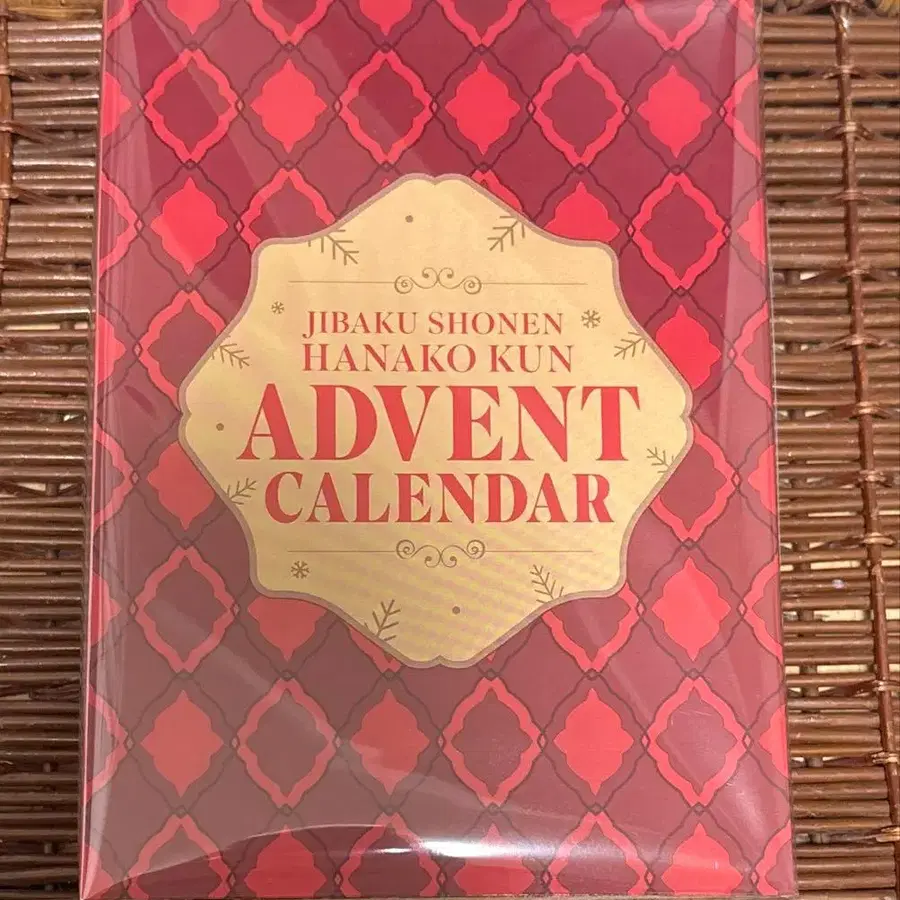 JIBAKU SHONEN
HANAKO KUN
ADVENT
CALENDAR